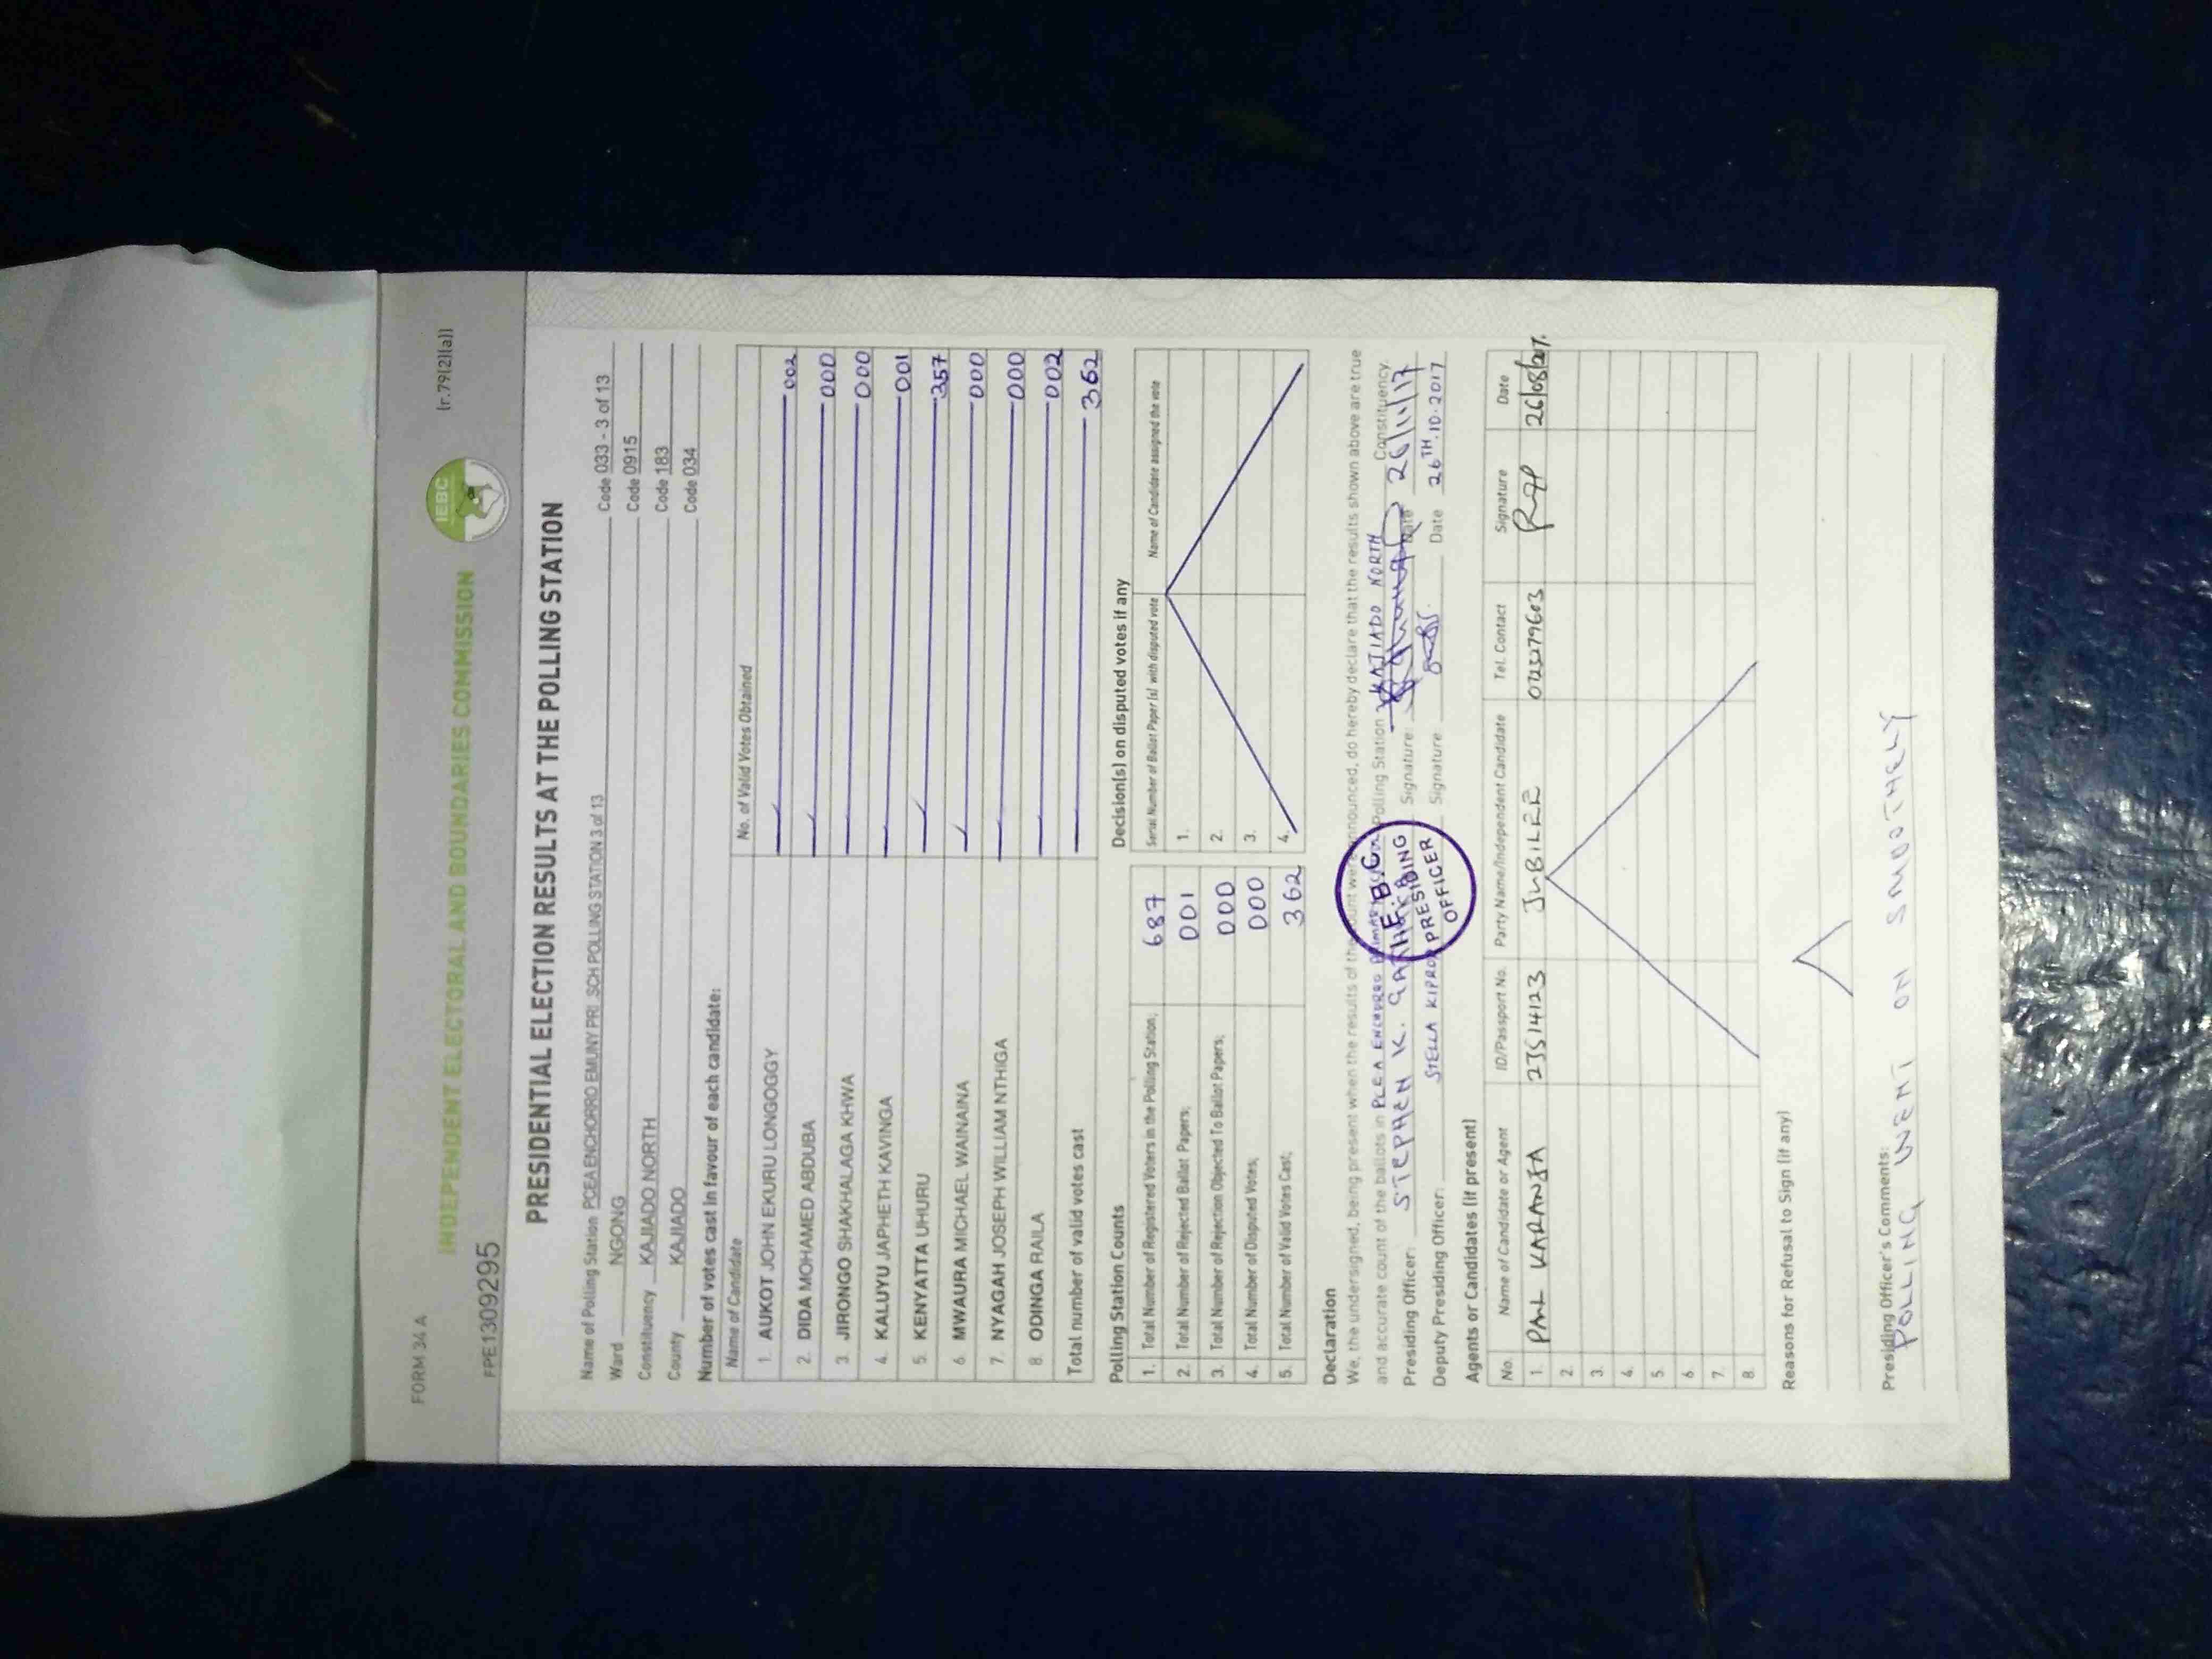 FORM 34 A
(r.79(2)(a))
INDEPENDENT ELECTORAL AND BOUNDARIES COMMISSION
IEBC
FPE1309295
PRESIDENTIAL ELECTION RESULTS AT THE POLLING STATION
Name of Polling Station PCEA ENCHORRO EMUNY PRI SCH POLLING STATION 3 of 13 Code 033 - 3 of 13
Ward NGONG Code 0915
Constituency KAJIADO NORTH Code 183
County KAJIADO Code 034
Number of votes cast in favour of each candidate:
Name of Candidate No. of Valid Votes Obtained
1. AUKOT JOHN EKURU LONGOGGY 002
2. DIDA MOHAMED ABDUBA 000
3. JIRONGO SHAKHALAGA KHWA 000
4. KALUYU JAPHETH KAVINGA 001
5. KENYATTA UHURU 357
6. MWAURA MICHAEL WAINAINA 000
7. NYAGAH JOSEPH WILLIAM NTHIGA 000
8. ODINGA RAILA 002
Total number of valid votes cast 362
Polling Station Counts
1. Total Number of Registered Voters in the Polling Station; 687
2. Total Number of Rejected Ballot Papers; 001
3. Total Number of Rejection Objected To Ballot Papers; 000
4. Total Number of Disputed Votes; 000
5. Total Number of Valid Votes Cast; 362
Decision(s) on disputed votes if any
Serial Number of Ballot Paper (s) with disputed vote Name of Candidate assigned the vote
1.
2.
3.
4.
Declaration
We, the undersigned, being present when the results of the count were announced, do hereby declare that the results shown above are true
and accurate count of the ballots in Polling Station KAJIADO NORTH Constituency.
Presiding Officer: STEPHEN K. Signature Date 26/11/17
Deputy Presiding Officer: STELLA Signature Date 26TH.10.2017
I.E.B.C
PRESIDING
OFFICER
Agents or Candidates (if present)
No. Name of Candidate or Agent ID/Passport No. Party Name/Independent Candidate Tel. Contact Signature Date
1. PAUL KARANJA 23514123 JUBILEE
2.
3.
4.
5.
6
7.
8.
Reasons for Refusal to Sign (if any)
Presiding Officer's Comments:
POLLING WENT ON SMOOTHELY